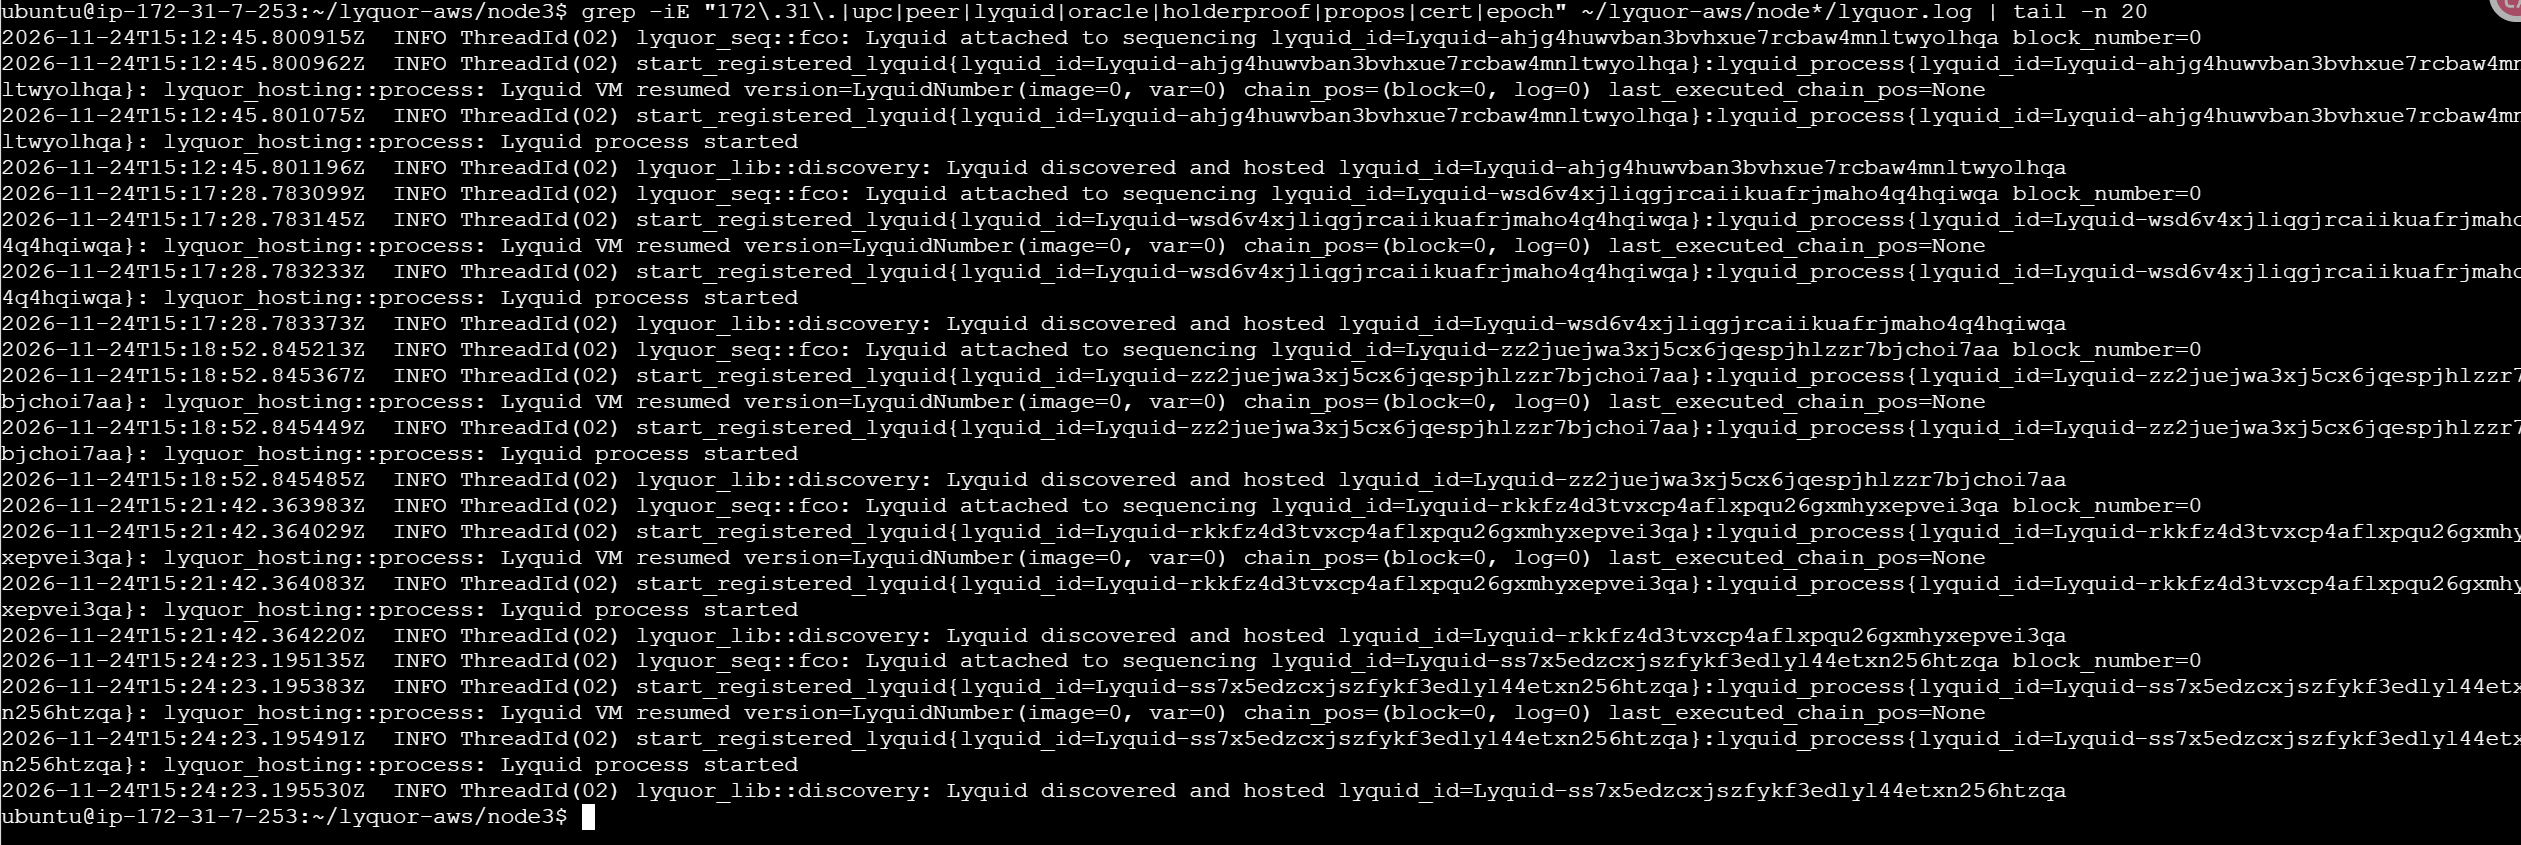 ubuntu@ip-172-31-7-253:~/lyquor-aws/node3$ grep -iE "172\.31\.|upc|peer|lyquid|oracle|holderproof|propos|cert|epoch" ~/lyquor-aws/node*/lyquor.log | tail -n 20
2026-11-24T15:12:45.800915Z  INFO ThreadId(02) lyquor_seq::fco: Lyquid attached to sequencing lyquid_id=Lyquid-ahjg4huwvban3bvhxue7rcbaw4mnltwyolhqa block_number=0
2026-11-24T15:12:45.800962Z  INFO ThreadId(02) start_registered_lyquid{lyquid_id=Lyquid-ahjg4huwvban3bvhxue7rcbaw4mnltwyolhqa}:lyquid_process{lyquid_id=Lyquid-ahjg4huwvban3bvhxue7rcbaw4mn
ltwyolhqa}: lyquor_hosting::process: Lyquid VM resumed version=LyquidNumber(image=0, var=0) chain_pos=(block=0, log=0) last_executed_chain_pos=None
2026-11-24T15:12:45.801075Z  INFO ThreadId(02) start_registered_lyquid{lyquid_id=Lyquid-ahjg4huwvban3bvhxue7rcbaw4mnltwyolhqa}:lyquid_process{lyquid_id=Lyquid-ahjg4huwvban3bvhxue7rcbaw4mn
ltwyolhqa}: lyquor_hosting::process: Lyquid process started
2026-11-24T15:12:45.801196Z  INFO ThreadId(02) lyquor_lib::discovery: Lyquid discovered and hosted lyquid_id=Lyquid-ahjg4huwvban3bvhxue7rcbaw4mnltwyolhqa
2026-11-24T15:17:28.783099Z  INFO ThreadId(02) lyquor_seq::fco: Lyquid attached to sequencing lyquid_id=Lyquid-wsd6v4xjliqgjrcaiikuafrjmaho4q4hqiwqa block_number=0
2026-11-24T15:17:28.783145Z  INFO ThreadId(02) start_registered_lyquid{lyquid_id=Lyquid-wsd6v4xjliqgjrcaiikuafrjmaho4q4hqiwqa}:lyquid_process{lyquid_id=Lyquid-wsd6v4xjliqgjrcaiikuafrjmaho
4q4hqiwqa}: lyquor_hosting::process: Lyquid VM resumed version=LyquidNumber(image=0, var=0) chain_pos=(block=0, log=0) last_executed_chain_pos=None
2026-11-24T15:17:28.783233Z  INFO ThreadId(02) start_registered_lyquid{lyquid_id=Lyquid-wsd6v4xjliqgjrcaiikuafrjmaho4q4hqiwqa}:lyquid_process{lyquid_id=Lyquid-wsd6v4xjliqgjrcaiikuafrjmaho
4q4hqiwqa}: lyquor_hosting::process: Lyquid process started
2026-11-24T15:17:28.783373Z  INFO ThreadId(02) lyquor_lib::discovery: Lyquid discovered and hosted lyquid_id=Lyquid-wsd6v4xjliqgjrcaiikuafrjmaho4q4hqiwqa
2026-11-24T15:18:52.845213Z  INFO ThreadId(02) lyquor_seq::fco: Lyquid attached to sequencing lyquid_id=Lyquid-zz2juejwa3xj5cx6jqespjhlzzr7bjchoi7aa block_number=0
2026-11-24T15:18:52.845367Z  INFO ThreadId(02) start_registered_lyquid{lyquid_id=Lyquid-zz2juejwa3xj5cx6jqespjhlzzr7bjchoi7aa}:lyquid_process{lyquid_id=Lyquid-zz2juejwa3xj5cx6jqespjhlzzr7
bjchoi7aa}: lyquor_hosting::process: Lyquid VM resumed version=LyquidNumber(image=0, var=0) chain_pos=(block=0, log=0) last_executed_chain_pos=None
2026-11-24T15:18:52.845449Z  INFO ThreadId(02) start_registered_lyquid{lyquid_id=Lyquid-zz2juejwa3xj5cx6jqespjhlzzr7bjchoi7aa}:lyquid_process{lyquid_id=Lyquid-zz2juejwa3xj5cx6jqespjhlzzr7
bjchoi7aa}: lyquor_hosting::process: Lyquid process started
2026-11-24T15:18:52.845485Z  INFO ThreadId(02) lyquor_lib::discovery: Lyquid discovered and hosted lyquid_id=Lyquid-zz2juejwa3xj5cx6jqespjhlzzr7bjchoi7aa
2026-11-24T15:21:42.363983Z  INFO ThreadId(02) lyquor_seq::fco: Lyquid attached to sequencing lyquid_id=Lyquid-rkkfz4d3tvxcp4aflxpqu26gxmhyxepvei3qa block_number=0
2026-11-24T15:21:42.364029Z  INFO ThreadId(02) start_registered_lyquid{lyquid_id=Lyquid-rkkfz4d3tvxcp4aflxpqu26gxmhyxepvei3qa}:lyquid_process{lyquid_id=Lyquid-rkkfz4d3tvxcp4aflxpqu26gxmhy
xepvei3qa}: lyquor_hosting::process: Lyquid VM resumed version=LyquidNumber(image=0, var=0) chain_pos=(block=0, log=0) last_executed_chain_pos=None
2026-11-24T15:21:42.364083Z  INFO ThreadId(02) start_registered_lyquid{lyquid_id=Lyquid-rkkfz4d3tvxcp4aflxpqu26gxmhyxepvei3qa}:lyquid_process{lyquid_id=Lyquid-rkkfz4d3tvxcp4aflxpqu26gxmhy
xepvei3qa}: lyquor_hosting::process: Lyquid process started
2026-11-24T15:21:42.364220Z  INFO ThreadId(02) lyquor_lib::discovery: Lyquid discovered and hosted lyquid_id=Lyquid-rkkfz4d3tvxcp4aflxpqu26gxmhyxepvei3qa
2026-11-24T15:24:23.195135Z  INFO ThreadId(02) lyquor_seq::fco: Lyquid attached to sequencing lyquid_id=Lyquid-ss7x5edzcxjszfykf3edlyl44etxn256htzqa block_number=0
2026-11-24T15:24:23.195383Z  INFO ThreadId(02) start_registered_lyquid{lyquid_id=Lyquid-ss7x5edzcxjszfykf3edlyl44etxn256htzqa}:lyquid_process{lyquid_id=Lyquid-ss7x5edzcxjszfykf3edlyl44etx
n256htzqa}: lyquor_hosting::process: Lyquid VM resumed version=LyquidNumber(image=0, var=0) chain_pos=(block=0, log=0) last_executed_chain_pos=None
2026-11-24T15:24:23.195491Z  INFO ThreadId(02) start_registered_lyquid{lyquid_id=Lyquid-ss7x5edzcxjszfykf3edlyl44etxn256htzqa}:lyquid_process{lyquid_id=Lyquid-ss7x5edzcxjszfykf3edlyl44etx
n256htzqa}: lyquor_hosting::process: Lyquid process started
2026-11-24T15:24:23.195530Z  INFO ThreadId(02) lyquor_lib::discovery: Lyquid discovered and hosted lyquid_id=Lyquid-ss7x5edzcxjszfykf3edlyl44etxn256htzqa
ubuntu@ip-172-31-7-253:~/lyquor-aws/node3$